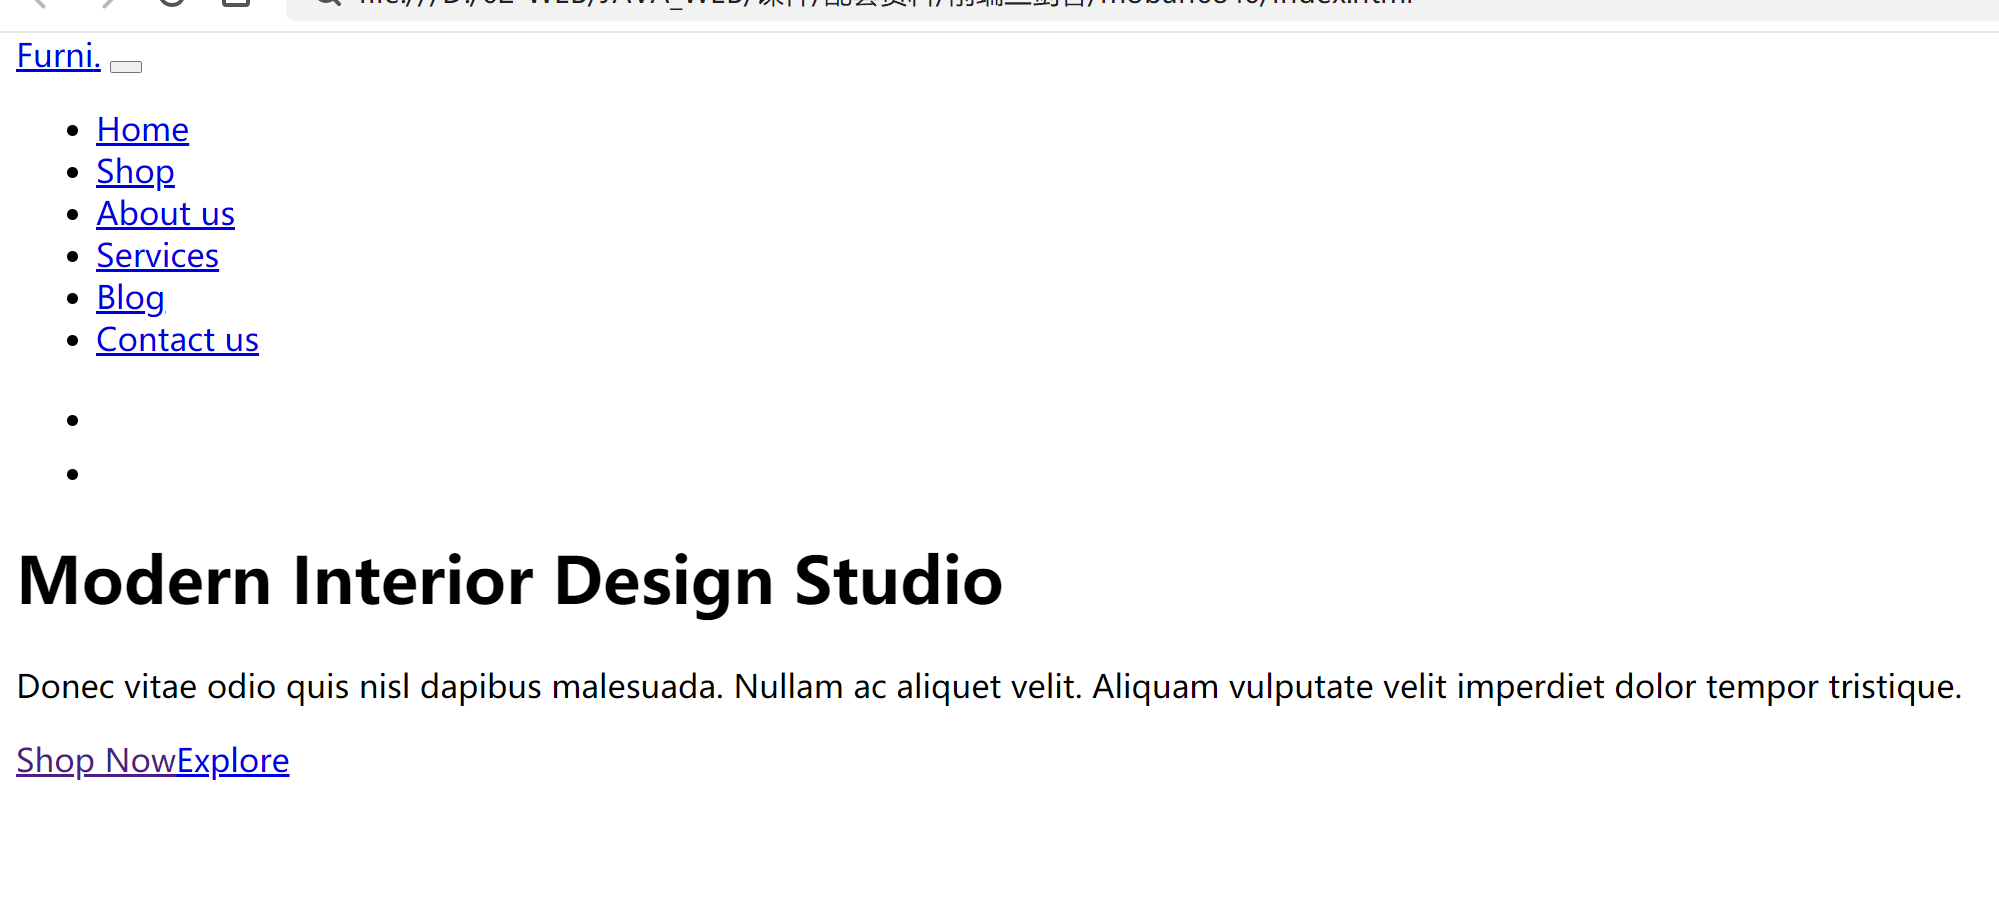 Furni.
Home
Shop
About us
Services
Blog
Contact us
Modern Interior Design Studio
Donec vitae odio quis nisl dapibus malesuada. Nullam ac aliquet velit. Aliquam vulputate velit imperdiet dolor tempor tristique.
Shop NowExplore